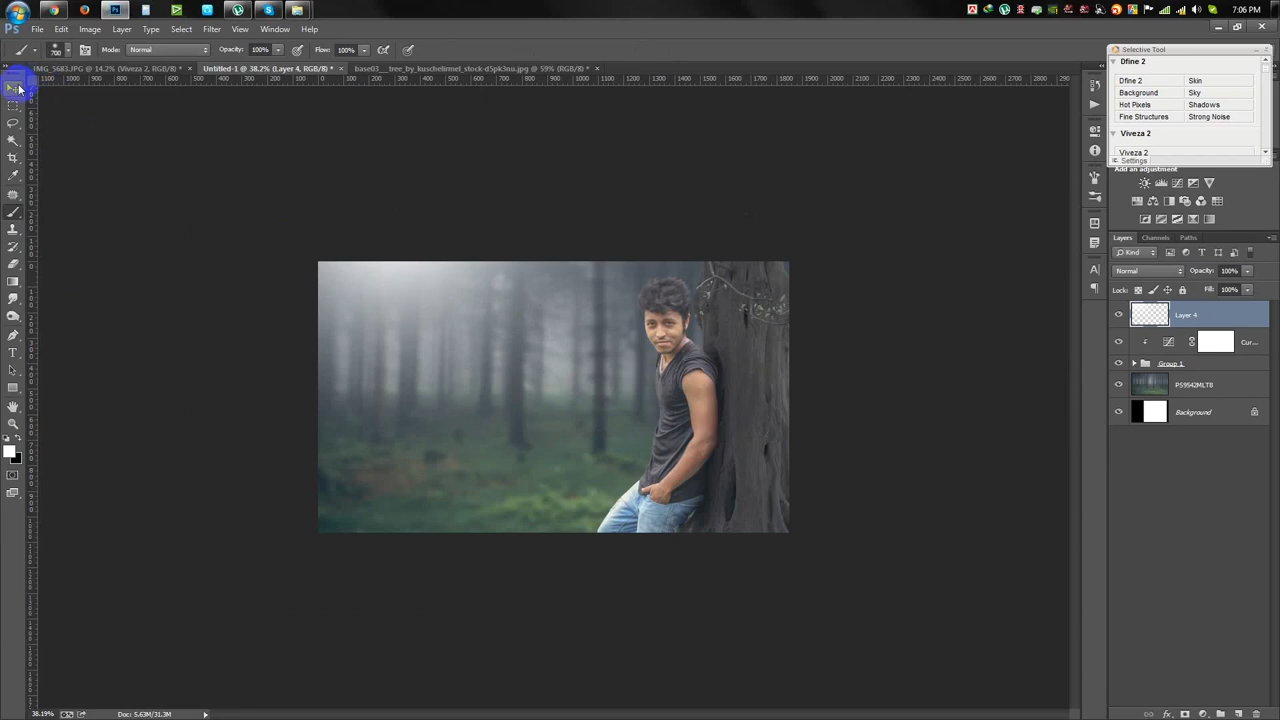 7:06 PM
Ps File Edit Image Layer Type Select Filter 3D View Window Help
700 Mode: Normal Opacity: 100% Flow: 100%
Selective Tool
IMG_5683.JPG @ 14.2% (Viveza 2, RGB/8) * × Untitled-1 @ 38.2% (Layer 4, RGB/8) * × base03__tree_by_kuschelirmel_stock-d5pk3nu.jpg @ 59% (RGB/8) * ×
Dfine 2
Dfine 2 Skin
Background Sky
Hot Pixels Shadows
Fine Structures Strong Noise
Viveza 2
Viveza 2
Settings
Add an adjustment
Layers Channels Paths
Kind
Normal Opacity: 100%
Lock: Fill: 100%
Layer 4
Cur...
Group 1
PS9542MLT8
Background
38.19% Doc: 5.63M/31.3M